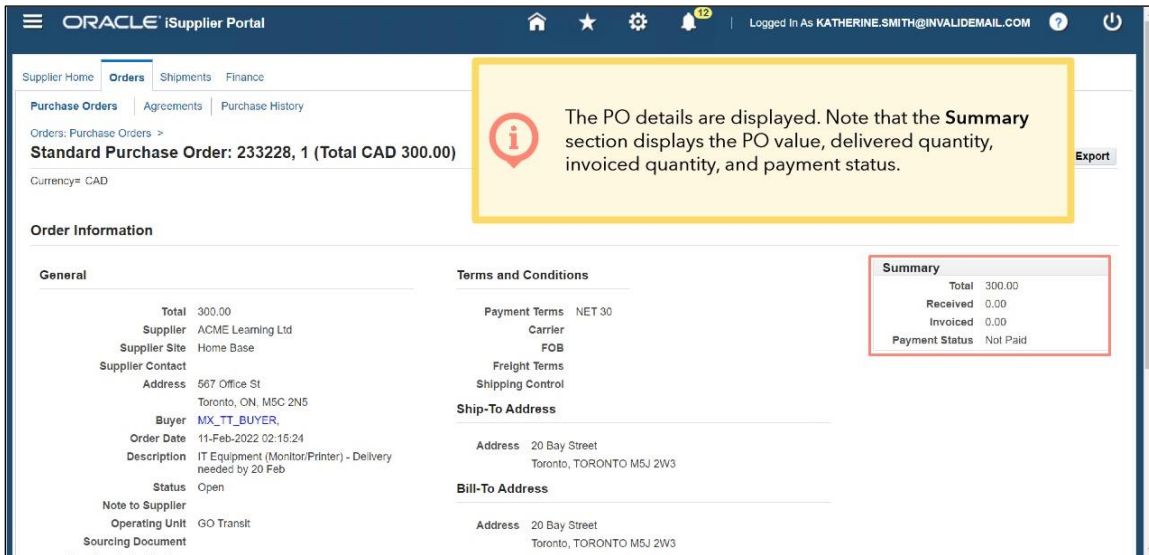 ORACLE iSupplier Portal
12
Logged In As KATHERINE.SMITH@INVALIDEMAIL.COM
?
Supplier Home Orders Shipments Finance
Purchase Orders Agreements Purchase History
Orders: Purchase Orders >
Standard Purchase Order: 233228, 1 (Total CAD 300.00)
Currency= CAD
i
The PO details are displayed. Note that the Summary
section displays the PO value, delivered quantity,
invoiced quantity, and payment status.
Export
Order Information
General
Total 300.00
Supplier ACME Learning Ltd
Supplier Site Home Base
Supplier Contact
Address 567 Office St
Toronto, ON, M5C 2N5
Buyer MX_TT_BUYER,
Order Date 11-Feb-2022 02:15:24
Description IT Equipment (Monitor/Printer) - Delivery
needed by 20 Feb
Status Open
Note to Supplier
Operating Unit GO Transit
Sourcing Document
Terms and Conditions
Payment Terms NET 30
Carrier
FOB
Freight Terms
Shipping Control
Ship-To Address
Address 20 Bay Street
Toronto, TORONTO M5J 2W3
Bill-To Address
Address 20 Bay Street
Toronto, TORONTO M5J 2W3
Summary
Total 300.00
Received 0.00
Invoiced 0.00
Payment Status Not Paid